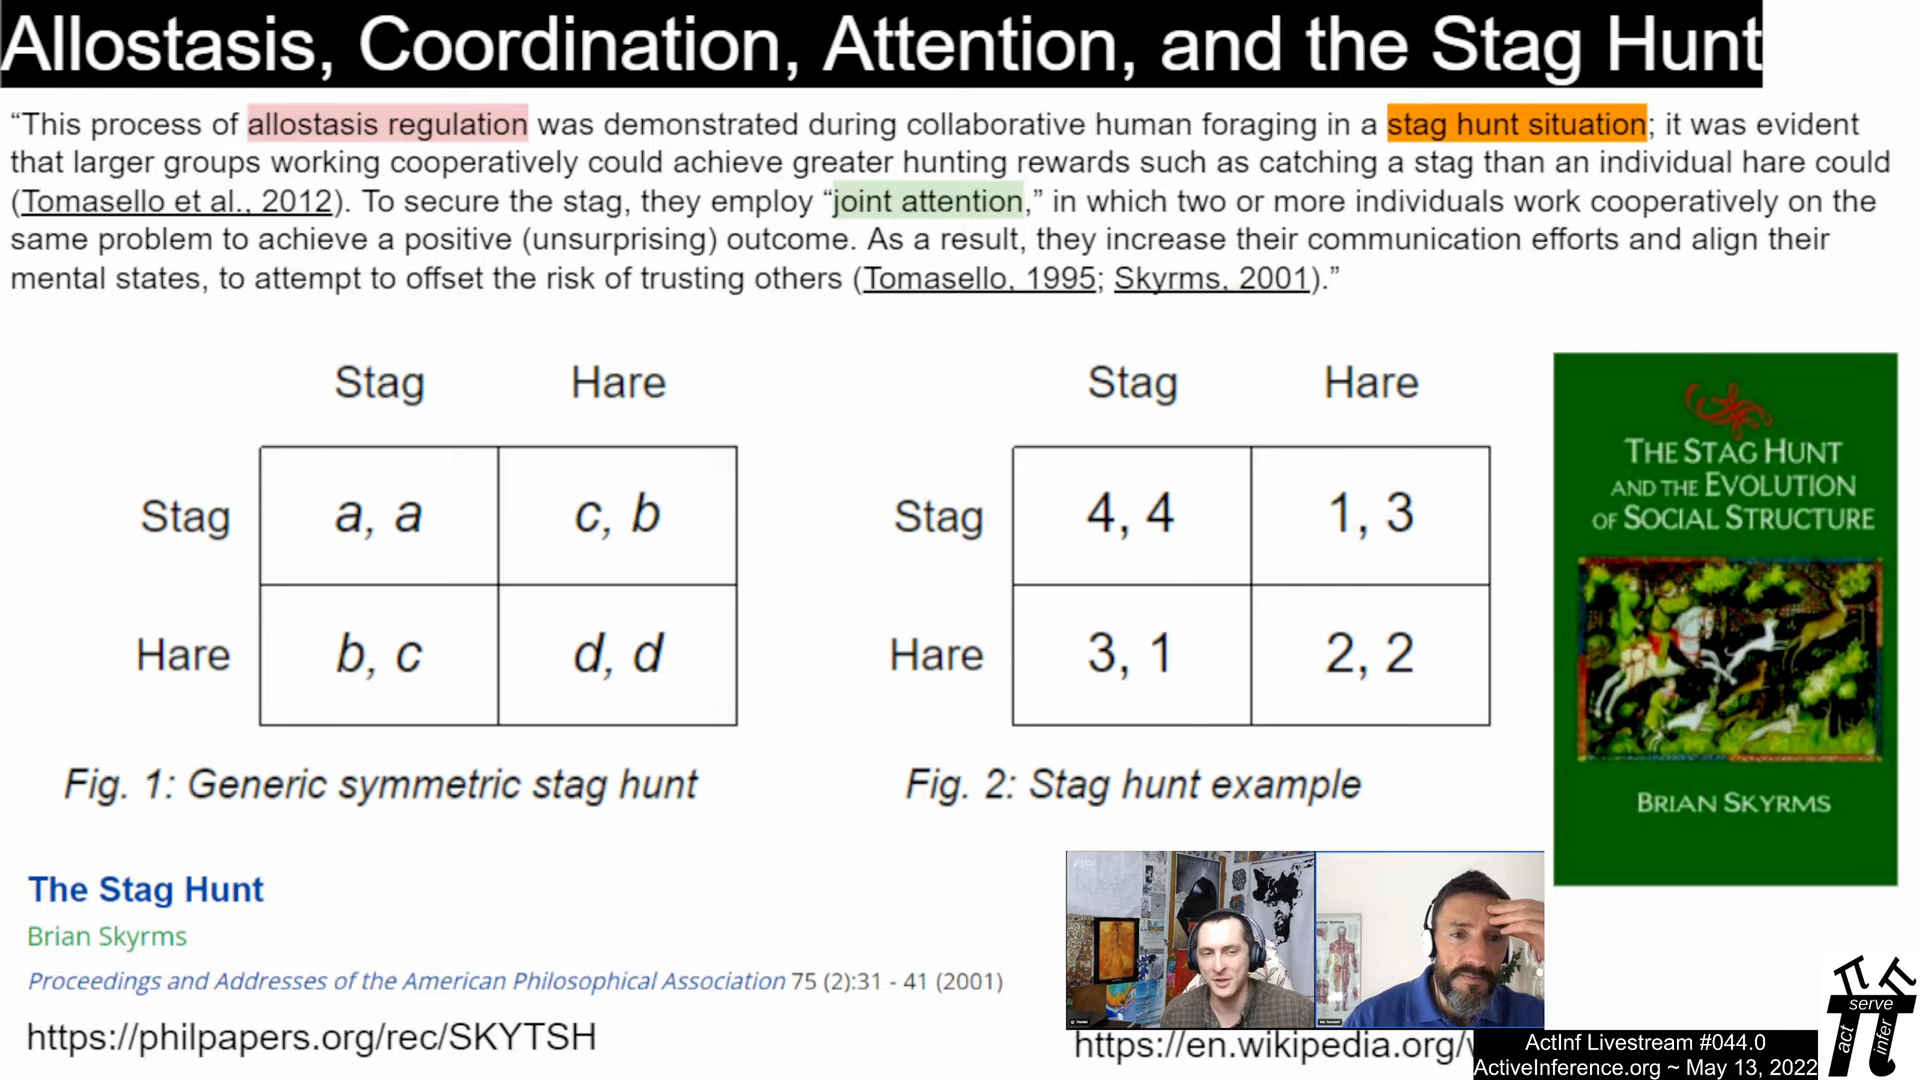 Allostasis, Coordination, Attention, and the Stag Hunt
“This process of allostasis regulation was demonstrated during collaborative human foraging in a stag hunt situation; it was evident
that larger groups working cooperatively could achieve greater hunting rewards such as catching a stag than an individual hare could
(Tomasello et al., 2012). To secure the stag, they employ “joint attention,” in which two or more individuals work cooperatively on the
same problem to achieve a positive (unsurprising) outcome. As a result, they increase their communication efforts and align their
mental states, to attempt to offset the risk of trusting others (Tomasello, 1995; Skyrms, 2001).”
Stag Hare
Stag a, a c, b
Hare b, c d, d
Fig. 1: Generic symmetric stag hunt
Stag Hare
Stag 4, 4 1, 3
Hare 3, 1 2, 2
Fig. 2: Stag hunt example
THE STAG HUNT
AND THE EVOLUTION
OF SOCIAL STRUCTURE
BRIAN SKYRMS
The Stag Hunt
Brian Skyrms
Proceedings and Addresses of the American Philosophical Association 75 (2):31 - 41 (2001)
https://philpapers.org/rec/SKYTSH
https://en.wikipedia.org/
ActInf Livestream #044.0
ActiveInference.org ~ May 13, 2022
serve
act
infer